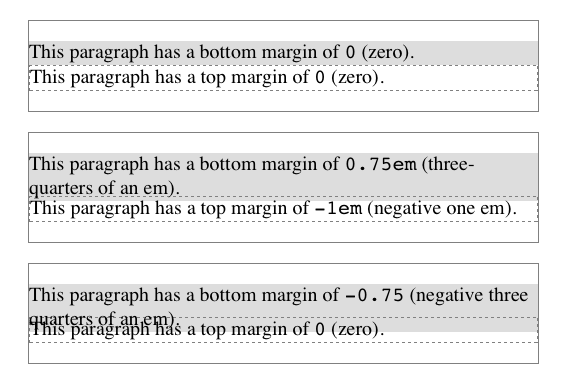 This paragraph has a bottom margin of 0 (zero).
This paragraph has a top margin of 0 (zero).
This paragraph has a bottom margin of 0.75em (three-
quarters of an em).
This paragraph has a top margin of -1em (negative one em).
This paragraph has a bottom margin of -0.75 (negative three
quarters of an em).
This paragraph has a top margin of 0 (zero).